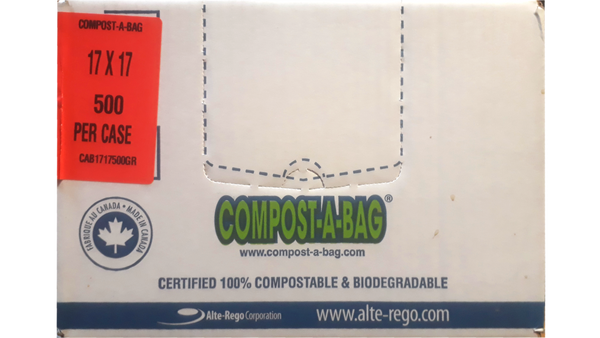 COMPOST-A-BAG
17 X 17
500
PER CASE
CAB1717500GR
FABRIQUÉ AU CANADA • MADE IN CANADA
COMPOST-A-BAG®
www.compost-a-bag.com
CERTIFIED 100% COMPOSTABLE & BIODEGRADABLE
Alte-Rego Corporation
www.alte-rego.com